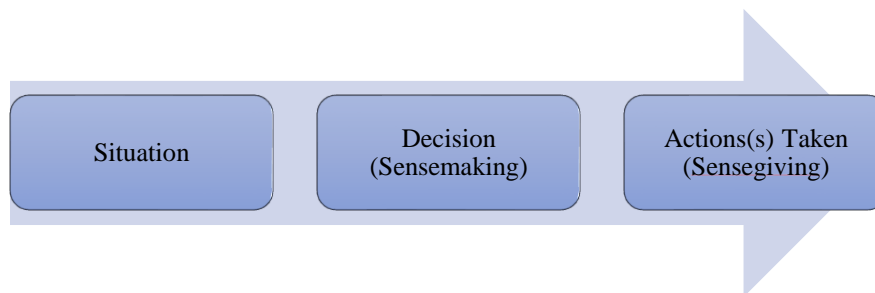 Situation
Decision
(Sensemaking)
Actions(s) Taken
(Sensegiving)